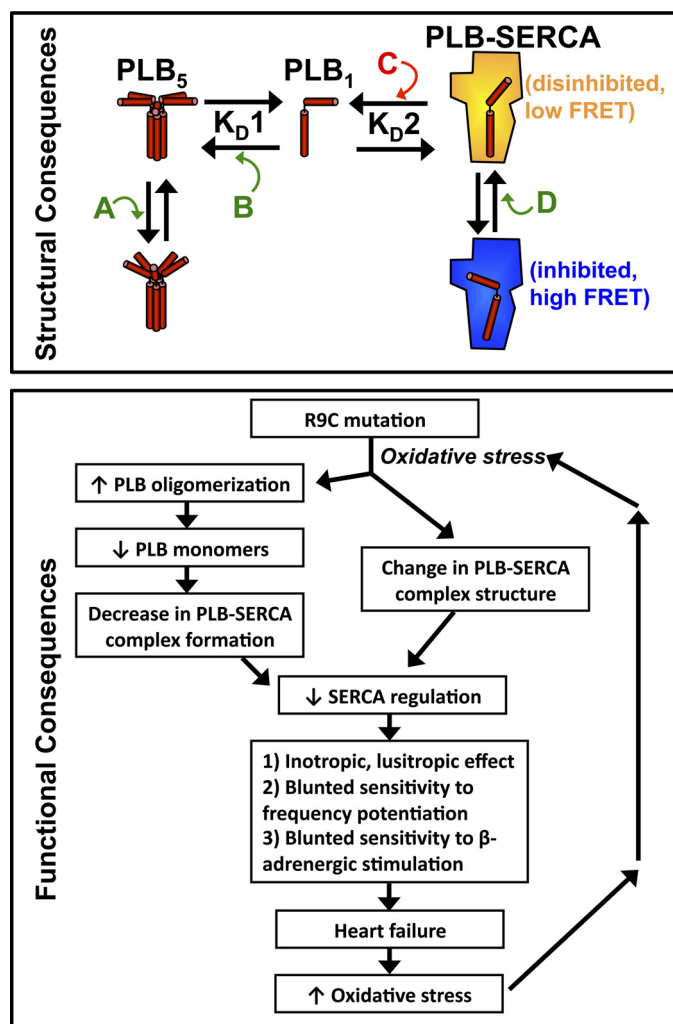 Structural Consequences
PLB-SERCA
PLB₅
PLB₁
C
(disinhibited,
low FRET)
K_D1
K_D2
A
B
D
(inhibited,
high FRET)
Functional Consequences
R9C mutation
Oxidative stress
↑ PLB oligomerization
↓ PLB monomers
Change in PLB-SERCA
complex structure
Decrease in PLB-SERCA
complex formation
↓ SERCA regulation
1) Inotropic, lusitropic effect
2) Blunted sensitivity to
frequency potentiation
3) Blunted sensitivity to β-
adrenergic stimulation
Heart failure
↑ Oxidative stress